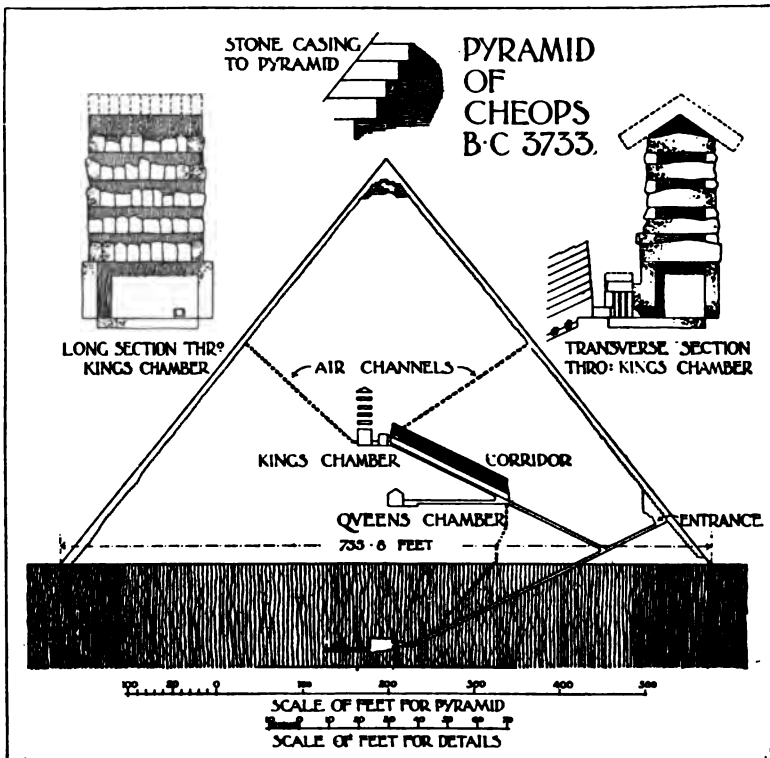 STONE CASING
TO PYRAMID
PYRAMID
OF
CHEOPS
B·C 3733.
LONG SECTION THRO
KINGS CHAMBER
TRANSVERSE SECTION
THRO: KINGS CHAMBER
AIR CHANNELS
KINGS CHAMBER
CORRIDOR
QVEENS CHAMBER
ENTRANCE
FEET
100 50 0 100 200 300 400 500
SCALE OF FEET FOR PYRAMID
SCALE OF FEET FOR DETAILS